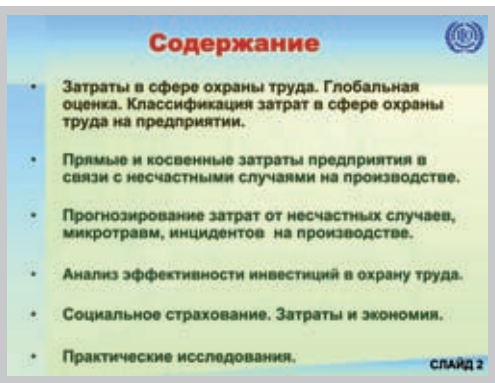 Содержание
• Затраты в сфере охраны труда. Глобальная
оценка. Классификация затрат в сфере охраны
труда на предприятии.
• Прямые и косвенные затраты предприятия в
связи с несчастными случаями на производстве.
• Прогнозирование затрат от несчастных случаев,
микротравм, инцидентов на производстве.
• Анализ эффективности инвестиций в охрану труда.
• Социальное страхование. Затраты и экономия.
• Практические исследования.
СЛАЙД 2